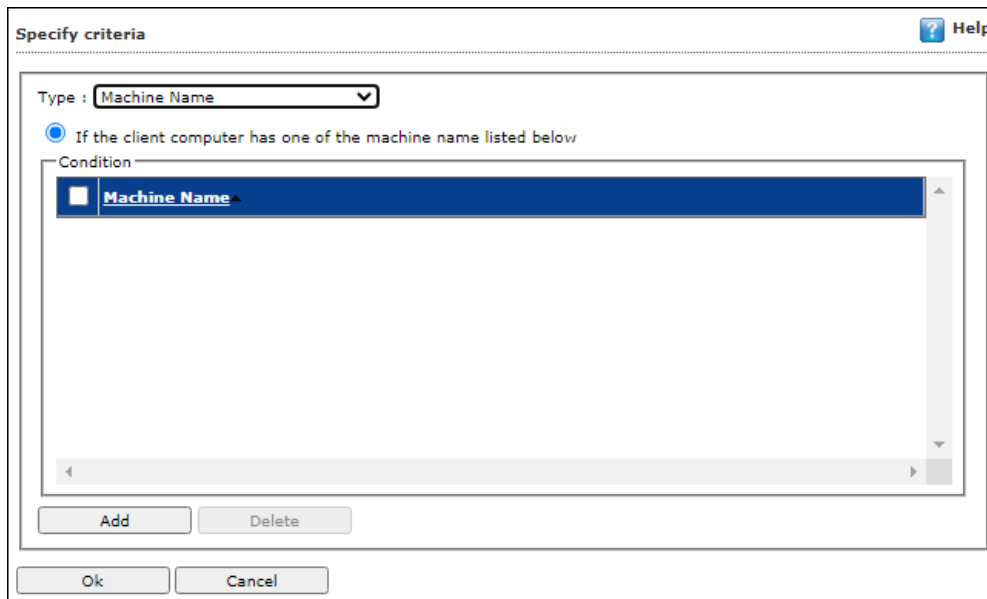 Specify criteria
? Help
Type : Machine Name
If the client computer has one of the machine name listed below
Condition
Machine Name
Add Delete
Ok Cancel